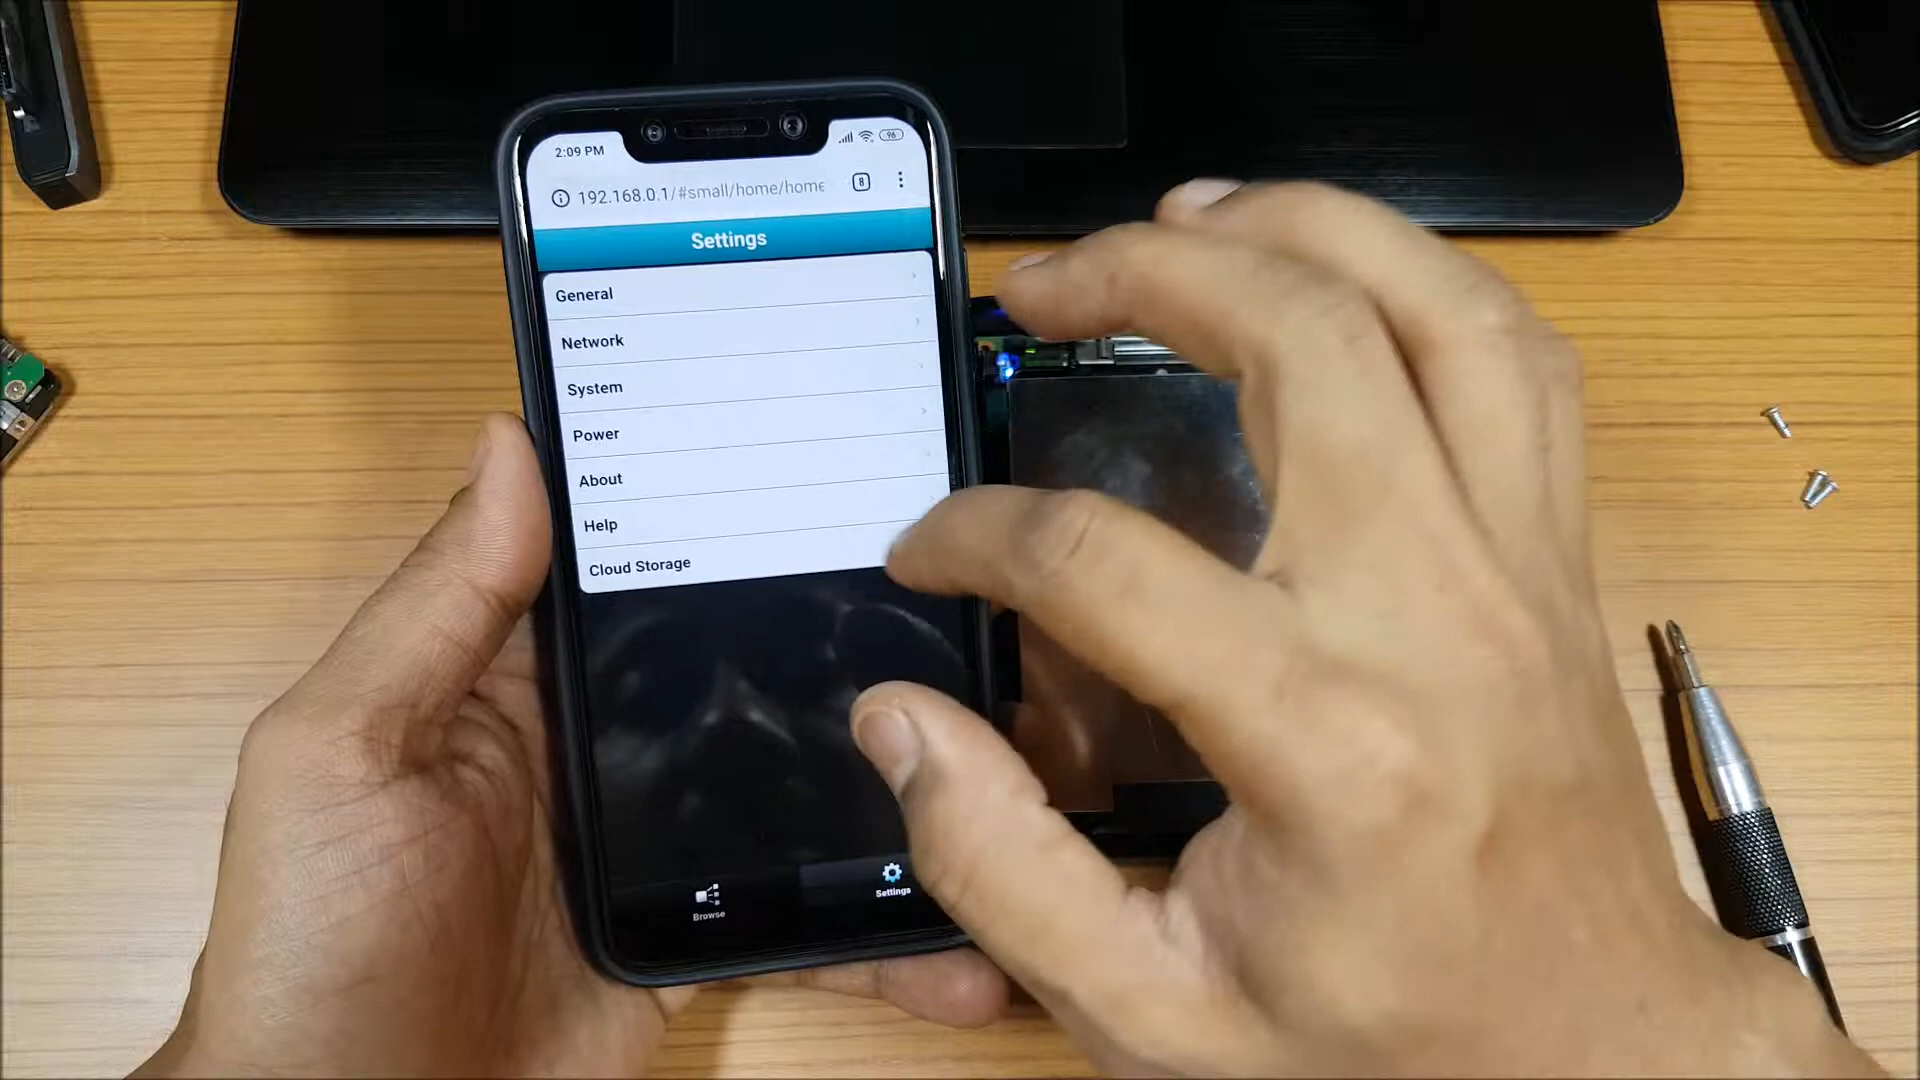 2:09 PM
96
192.168.0.1/#small/home/home
8
Settings
General
Network
System
Power
About
Help
Cloud Storage
Browse
Settings